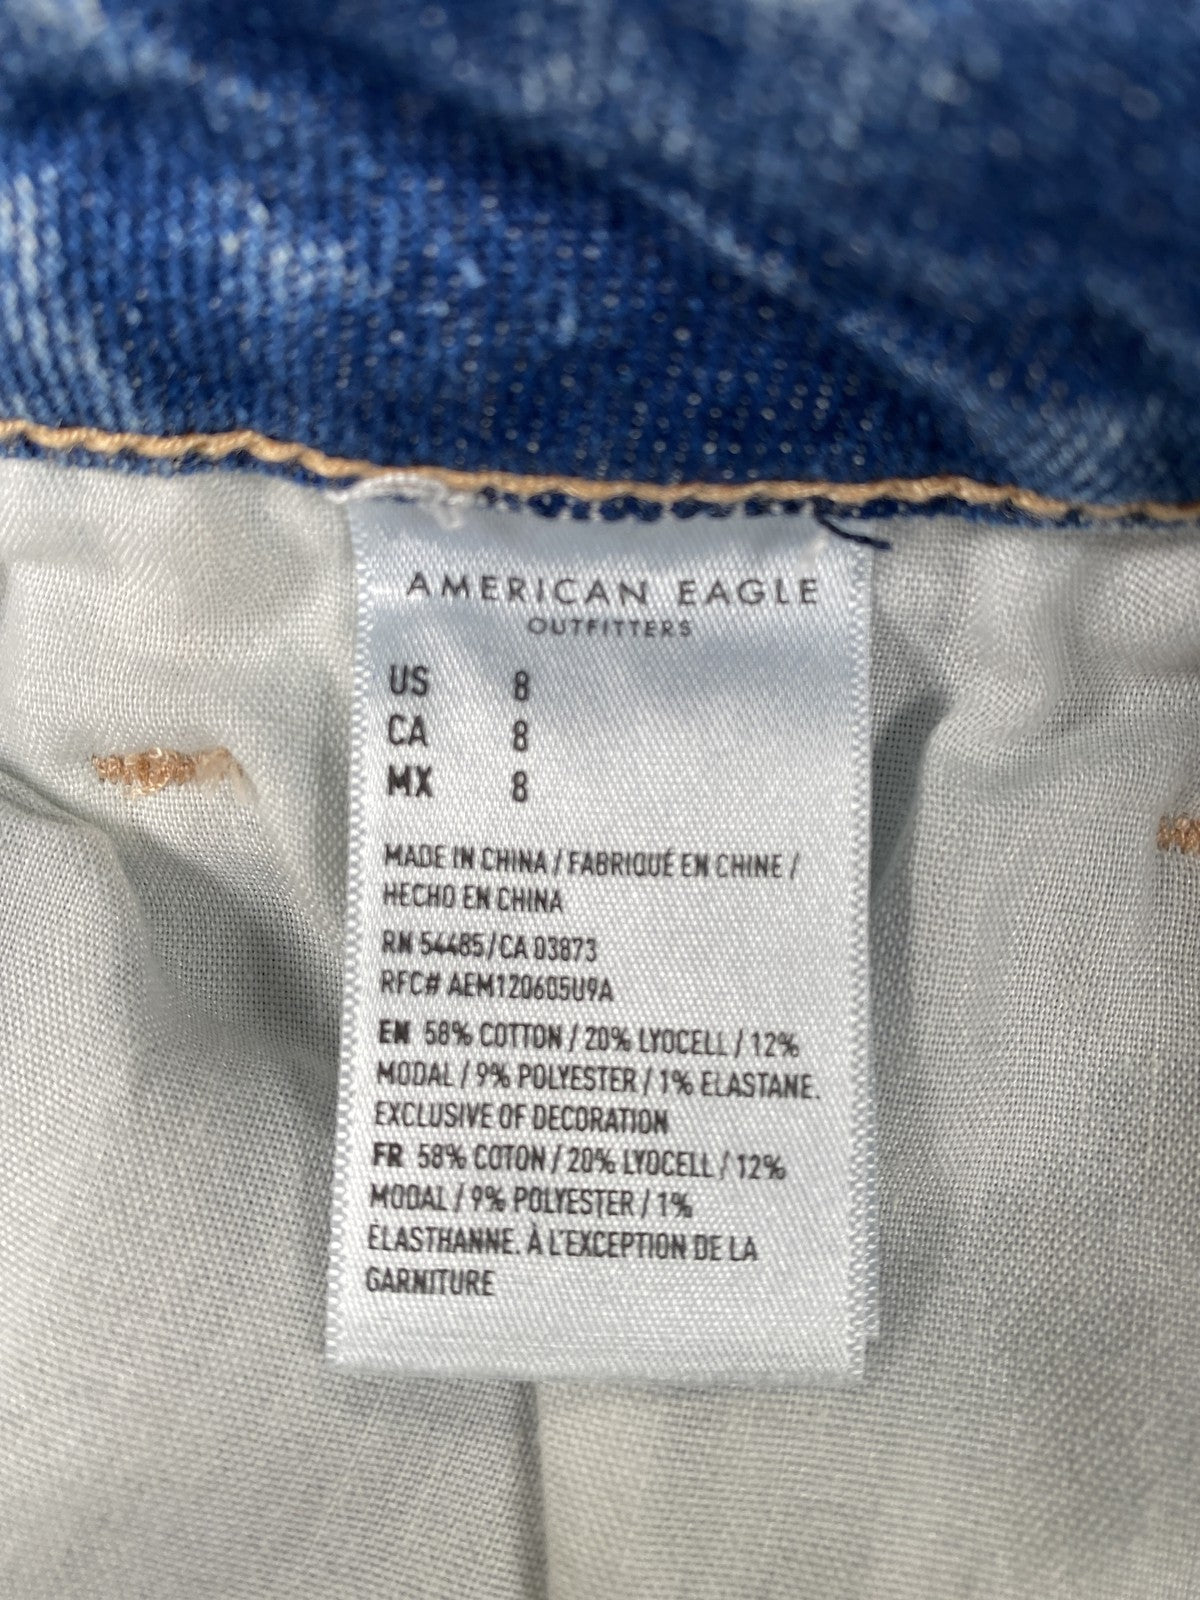 AMERICAN EAGLE
OUTFITTERS
US 8
CA 8
MX 8
MADE IN CHINA / FABRIQUÉ EN CHINE /
HECHO EN CHINA
RN 54485/CA 03873
RFC# AEM120605U9A
EN 58% COTTON / 20% LYOCELL / 12%
MODAL / 9% POLYESTER / 1% ELASTANE.
EXCLUSIVE OF DECORATION
FR 58% COTON / 20% LYOCELL / 12%
MODAL / 9% POLYESTER / 1%
ÉLASTHANNE. À L'EXCEPTION DE LA
GARNITURE